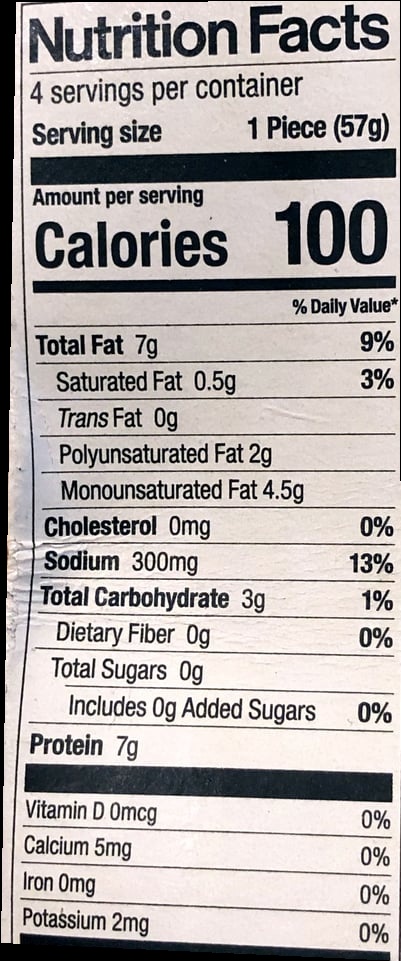 Nutrition Facts
4 servings per container
Serving size 1 Piece (57g)
Amount per serving
Calories 100
% Daily Value*
Total Fat 7g 9%
Saturated Fat 0.5g 3%
Trans Fat 0g
Polyunsaturated Fat 2g
Monounsaturated Fat 4.5g
Cholesterol 0mg 0%
Sodium 300mg 13%
Total Carbohydrate 3g 1%
Dietary Fiber 0g 0%
Total Sugars 0g
Includes 0g Added Sugars 0%
Protein 7g
Vitamin D 0mcg 0%
Calcium 5mg 0%
Iron 0mg 0%
Potassium 2mg 0%